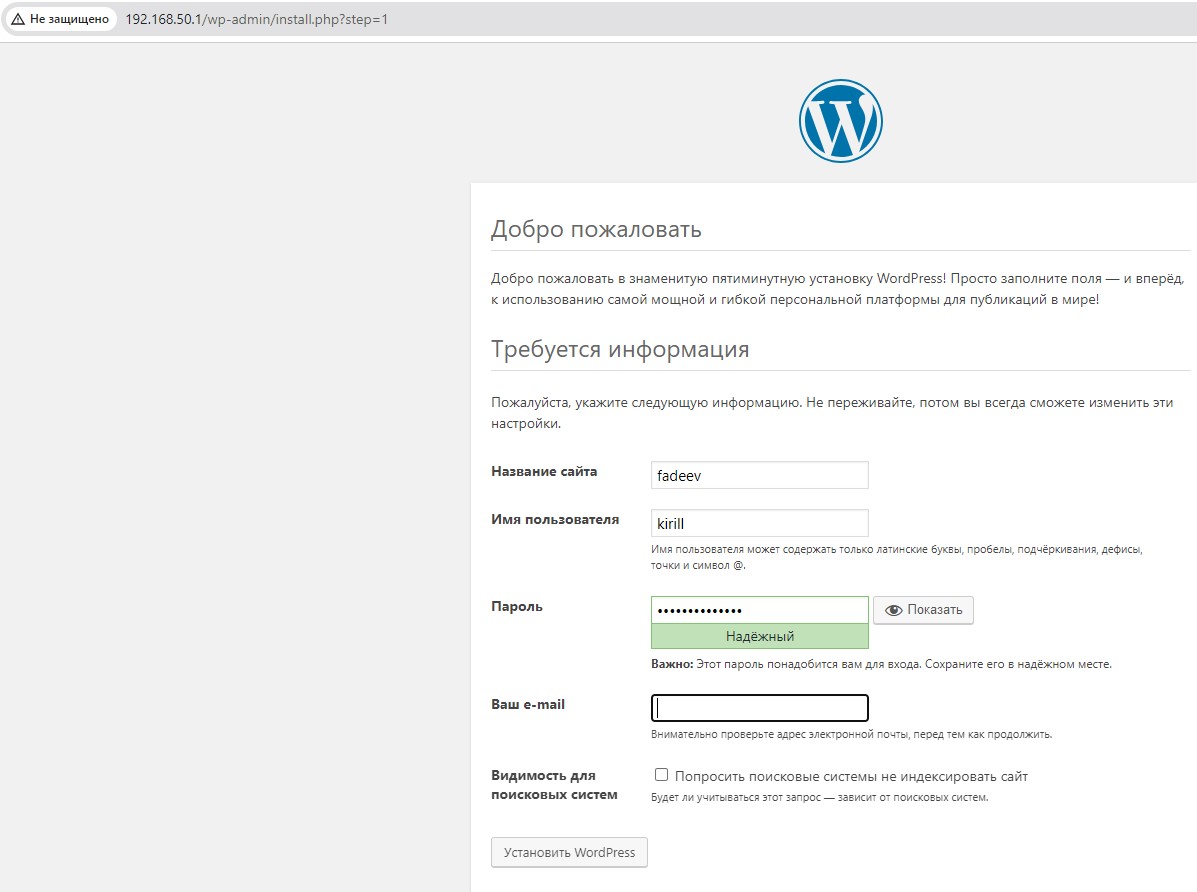 Не защищено 192.168.50.1/wp-admin/install.php?step=1
Добро пожаловать
Добро пожаловать в знаменитую пятиминутную установку WordPress! Просто заполните поля — и вперёд,
к использованию самой мощной и гибкой персональной платформы для публикаций в мире!
Требуется информация
Пожалуйста, укажите следующую информацию. Не переживайте, потом вы всегда сможете изменить эти
настройки.
Название сайта fadeev
Имя пользователя kirill
Имя пользователя может содержать только латинские буквы, пробелы, подчёркивания, дефисы,
точки и символ @.
Пароль •••••••••••••• Показать
Надёжный
Важно: Этот пароль понадобится вам для входа. Сохраните его в надёжном месте.
Ваш e-mail
Внимательно проверьте адрес электронной почты, перед тем как продолжить.
Видимость для
поисковых систем
Попросить поисковые системы не индексировать сайт
Будет ли учитываться этот запрос — зависит от поисковых систем.
Установить WordPress